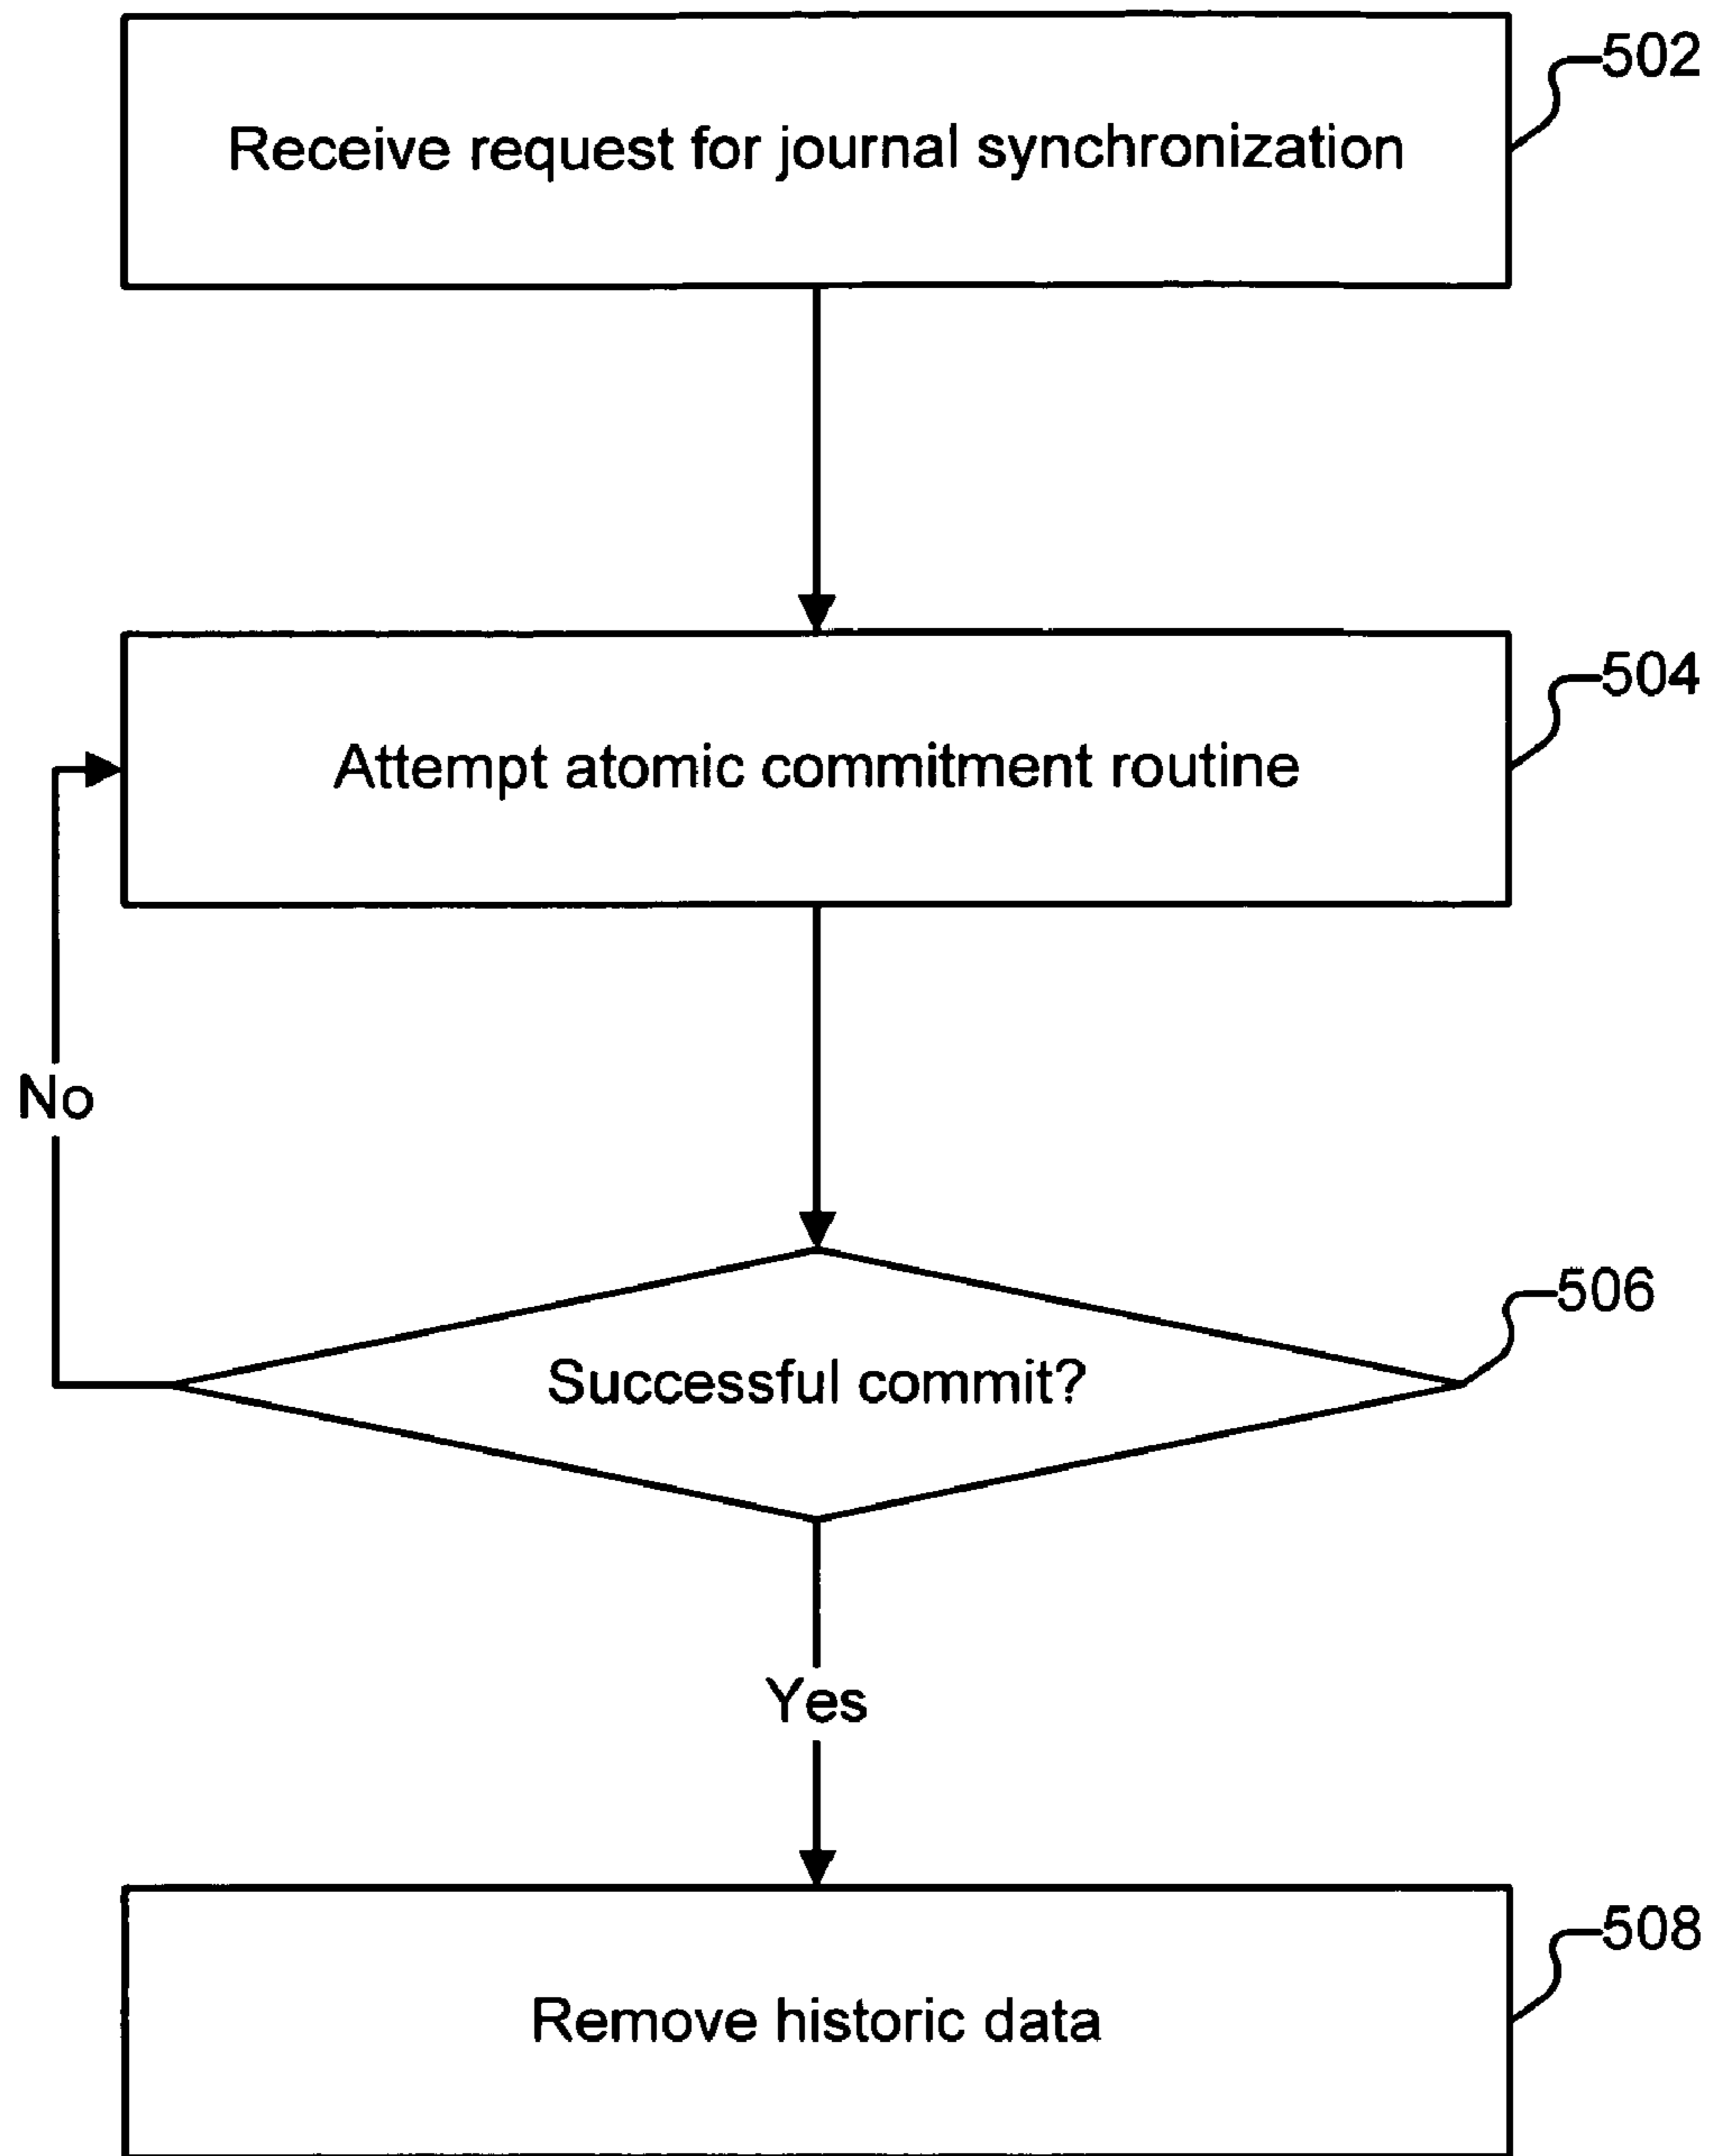 Receive request for journal synchronization
502
Attempt atomic commitment routine
504
No
Successful commit?
506
Yes
Remove historic data
508